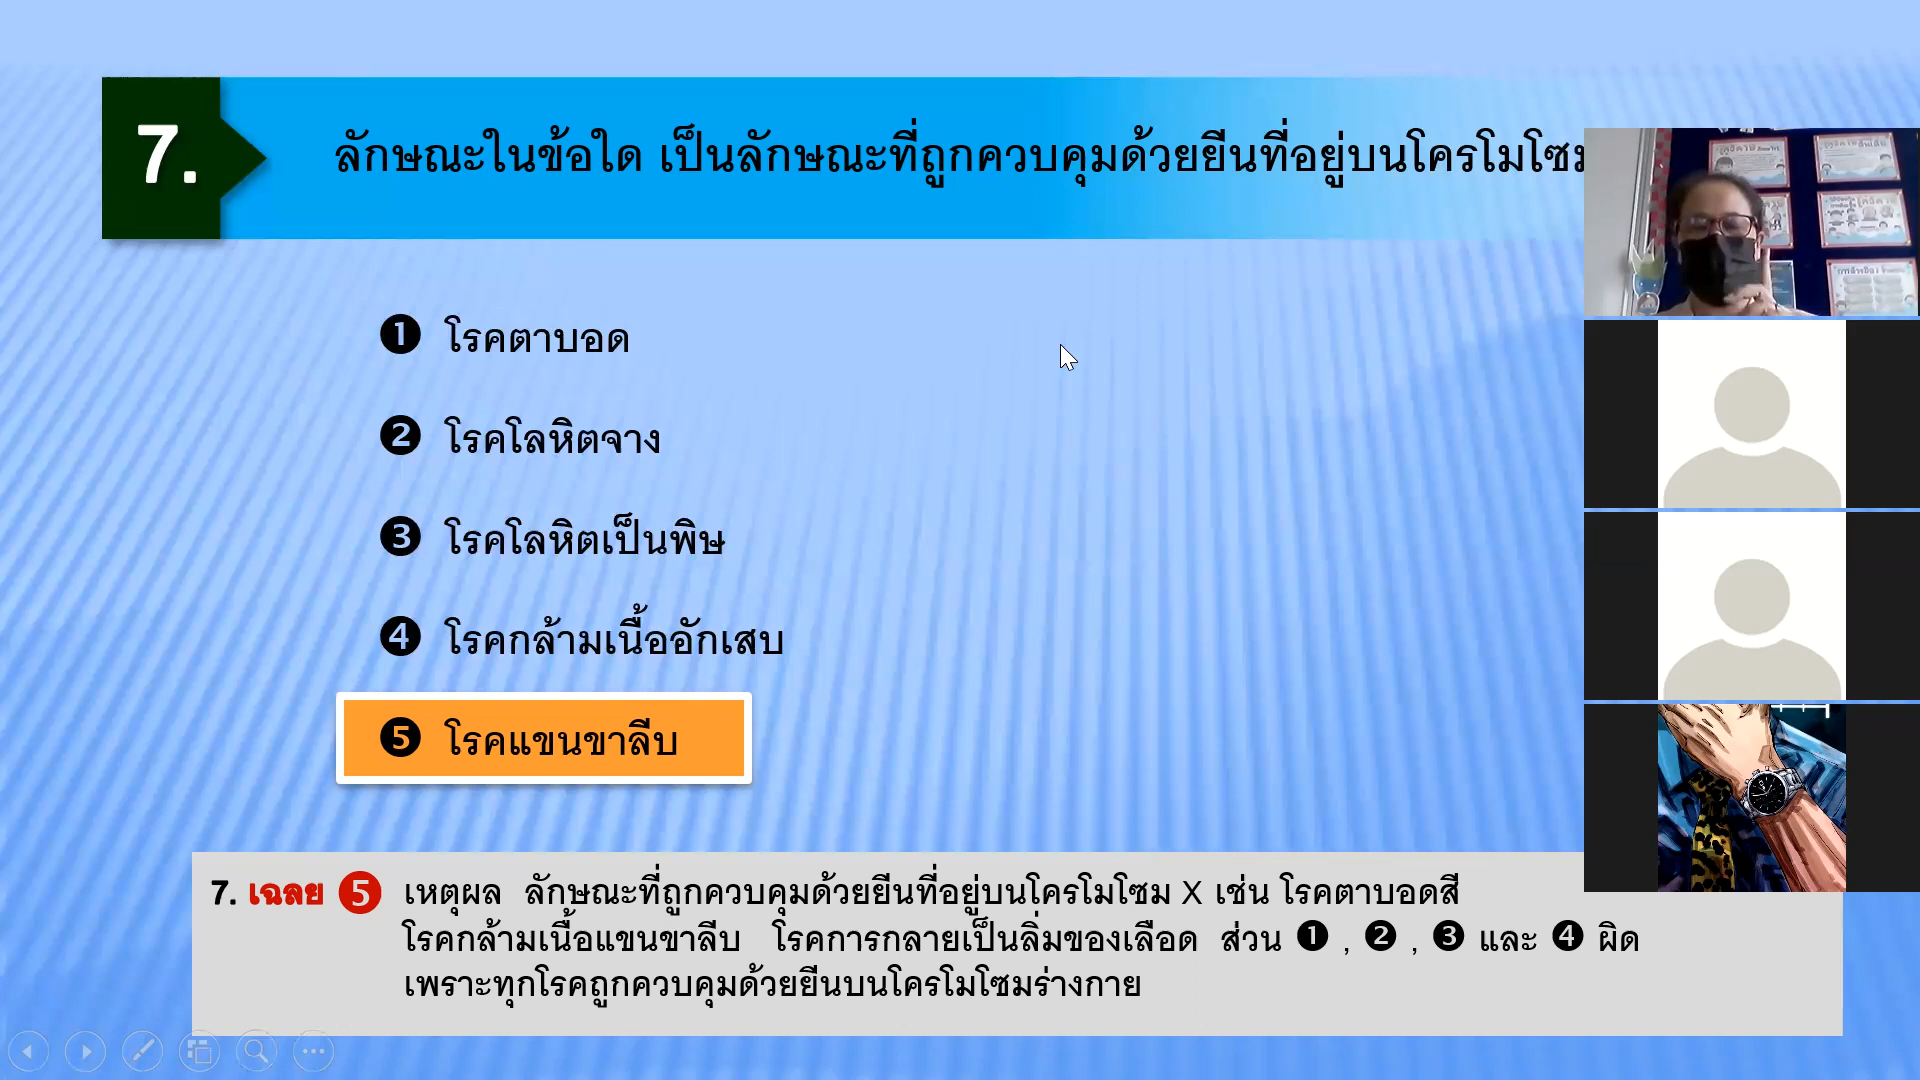 7. ลักษณะในข้อใด เป็นลักษณะที่ถูกควบคุมด้วยยีนที่อยู่บนโครโมโซม
❶ โรคตาบอด
❷ โรคโลหิตจาง
❸ โรคโลหิตเป็นพิษ
❹ โรคกล้ามเนื้ออักเสบ
❺ โรคแขนขาลีบ
7. เฉลย ❺ เหตุผล ลักษณะที่ถูกควบคุมด้วยยีนที่อยู่บนโครโมโซม X เช่น โรคตาบอดสี
โรคกล้ามเนื้อแขนขาลีบ โรคการกลายเป็นลิ่มของเลือด ส่วน ❶ , ❷ , ❸ และ ❹ ผิด
เพราะทุกโรคถูกควบคุมด้วยยีนบนโครโมโซมร่างกาย